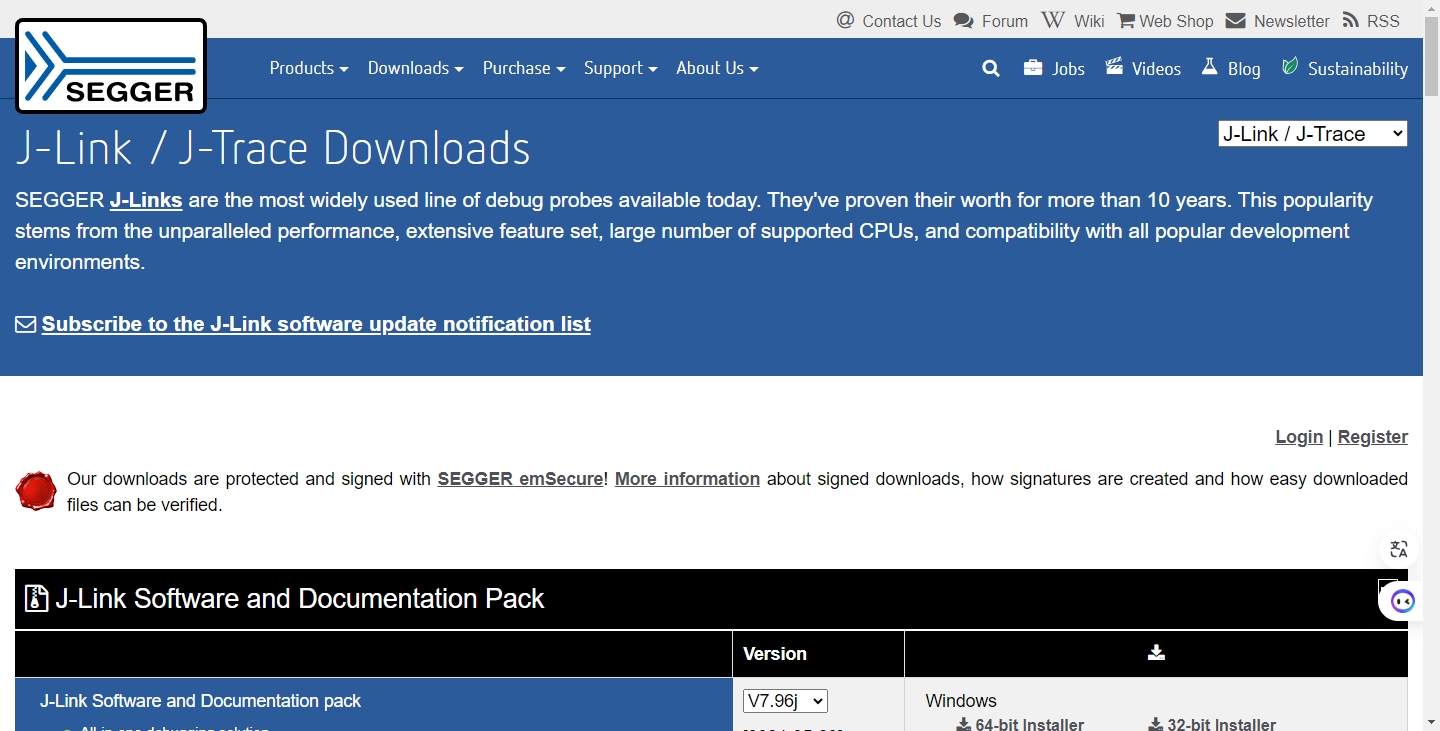 Contact Us Forum Wiki Web Shop Newsletter RSS
SEGGER
Products Downloads Purchase Support About Us Jobs Videos Blog Sustainability
J-Link / J-Trace Downloads
J-Link / J-Trace
SEGGER J-Links are the most widely used line of debug probes available today. They've proven their worth for more than 10 years. This popularity
stems from the unparalleled performance, extensive feature set, large number of supported CPUs, and compatibility with all popular development
environments.
Subscribe to the J-Link software update notification list
Login | Register
Our downloads are protected and signed with SEGGER emSecure! More information about signed downloads, how signatures are created and how easy downloaded
files can be verified.
J-Link Software and Documentation Pack
Version
J-Link Software and Documentation pack
V7.96j
Windows
All-in-one debugging solution
64-bit Installer 32-bit Installer